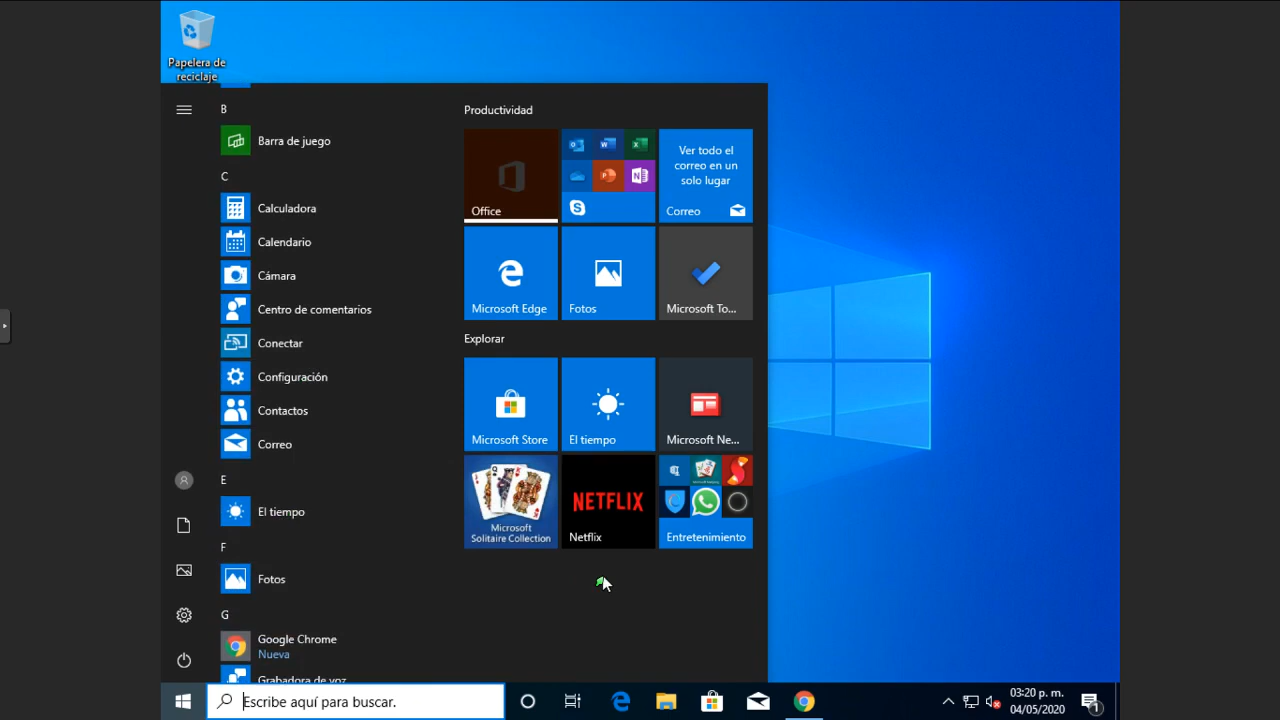 Papelera de
reciclaje
B
Barra de juego
C
Calculadora
Calendario
Cámara
Centro de comentarios
Conectar
Configuración
Contactos
Correo
E
El tiempo
F
Fotos
G
Google Chrome
Nueva
Grabadora de voz
Productividad
Office
Ver todo el
correo en un
solo lugar
Correo
Microsoft Edge
Fotos
Microsoft To...
Explorar
Microsoft Store
El tiempo
Microsoft Ne...
Microsoft
Solitaire Collection
NETFLIX
Netflix
Entretenimiento
Escribe aquí para buscar.
03:20 p. m.
04/05/2020
1